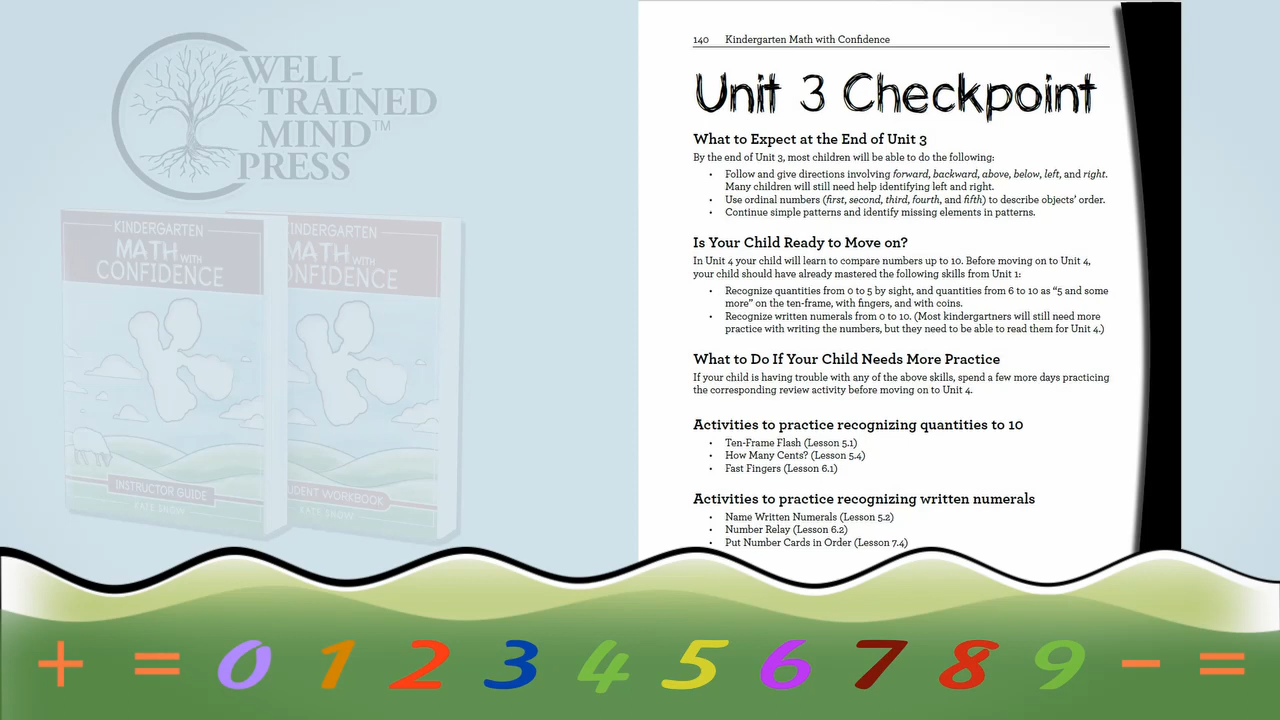 WELL-
TRAINED
MIND™
PRESS
KINDERGARTEN
MATH WITH
CONFIDENCE
INSTRUCTOR GUIDE
KATE SNOW
KINDERGARTEN
MATH WITH
CONFIDENCE
STUDENT WORKBOOK
KATE SNOW
140 Kindergarten Math with Confidence
Unit 3 Checkpoint
What to Expect at the End of Unit 3
By the end of Unit 3, most children will be able to do the following:
• Follow and give directions involving forward, backward, above, below, left, and right.
Many children will still need help identifying left and right.
• Use ordinal numbers (first, second, third, fourth, and fifth) to describe objects' order.
• Continue simple patterns and identify missing elements in patterns.
Is Your Child Ready to Move on?
In Unit 4 your child will learn to compare numbers up to 10. Before moving on to Unit 4,
your child should have already mastered the following skills from Unit 1:
• Recognize quantities from 0 to 5 by sight, and quantities from 6 to 10 as “5 and some
more” on the ten-frame, with fingers, and with coins.
• Recognize written numerals from 0 to 10. (Most kindergartners will still need more
practice with writing the numbers, but they need to be able to read them for Unit 4.)
What to Do If Your Child Needs More Practice
If your child is having trouble with any of the above skills, spend a few more days practicing
the corresponding review activity before moving on to Unit 4.
Activities to practice recognizing quantities to 10
• Ten-Frame Flash (Lesson 5.1)
• How Many Cents? (Lesson 5.4)
• Fast Fingers (Lesson 6.1)
Activities to practice recognizing written numerals
• Name Written Numerals (Lesson 5.2)
• Number Relay (Lesson 6.2)
• Put Number Cards in Order (Lesson 7.4)
+ = 0 1 2 3 4 5 6 7 8 9 − =